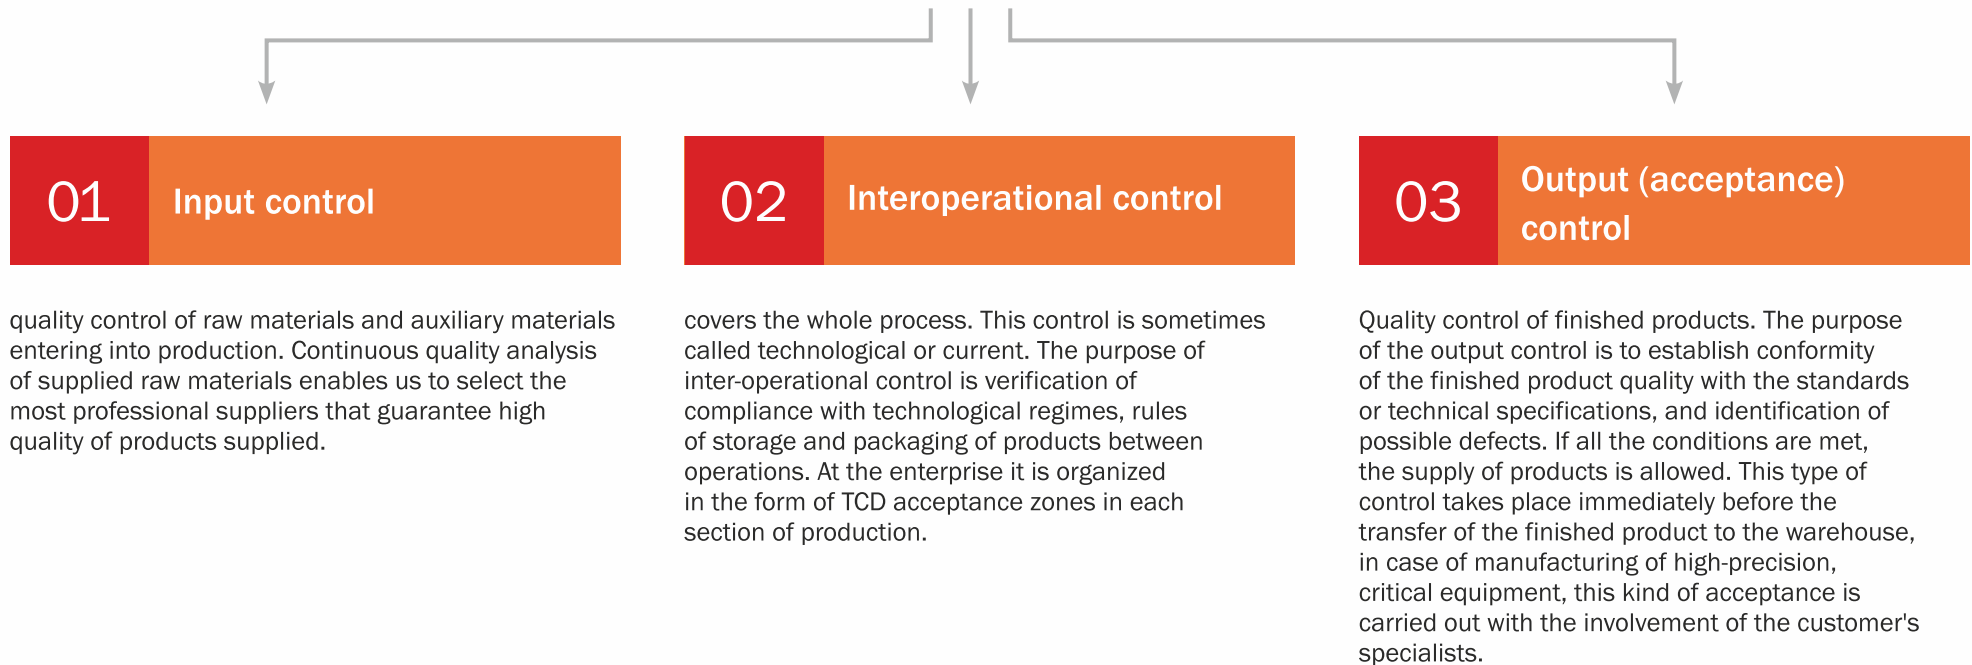 01
Input control
quality control of raw materials and auxiliary materials
entering into production. Continuous quality analysis
of supplied raw materials enables us to select the
most professional suppliers that guarantee high
quality of products supplied.
02
Interoperational control
covers the whole process. This control is sometimes
called technological or current. The purpose of
inter-operational control is verification of
compliance with technological regimes, rules
of storage and packaging of products between
operations. At the enterprise it is organized
in the form of TCD acceptance zones in each
section of production.
03
Output (acceptance)
control
Quality control of finished products. The purpose
of the output control is to establish conformity
of the finished product quality with the standards
or technical specifications, and identification of
possible defects. If all the conditions are met,
the supply of products is allowed. This type of
control takes place immediately before the
transfer of the finished product to the warehouse,
in case of manufacturing of high-precision,
critical equipment, this kind of acceptance is
carried out with the involvement of the customer's
specialists.